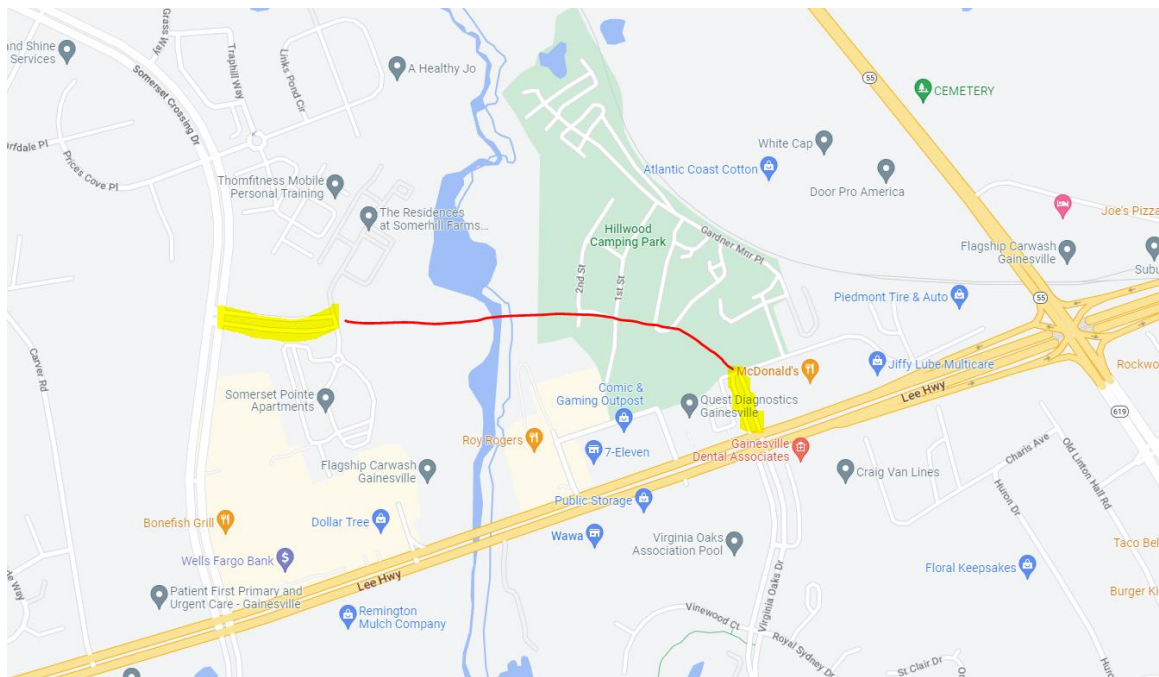 and Shine
Services
Grass Way
Traphill Way
Links Pond Cir
A Healthy Jo
Somerset Crossing Dr
55
CEMETERY
White Cap
Atlantic Coast Cotton
Door Pro America
Prices Cove Pl
Thomfitness Mobile
Personal Training
The Residences
at Somerhill Farms...
Hillwood
Camping Park
Gardner Mnr Pl
Joe's Pizza
Flagship Carwash
Gainesville
2nd St
1st St
Piedmont Tire & Auto
55
Carver Rd
McDonald's
Jiffy Lube Multicare
Lee Hwy
Somerset Pointe
Apartments
Comic &
Gaming Outpost
Quest Diagnostics
Gainesville
619
Roy Rogers
7-Eleven
Gainesville
Dental Associates
Charis Ave
Old Linton Hall Rd
Flagship Carwash
Gainesville
Craig Van Lines
Public Storage
Huron Dr
Bonefish Grill
Dollar Tree
Wawa
Virginia Oaks
Association Pool
Wells Fargo Bank
Floral Keepsakes
Lee Hwy
Virginia Oaks Dr
Patient First Primary and
Urgent Care - Gainesville
Remington
Mulch Company
Vinewood Ct
Royal Sydney Dr
St Clair Dr